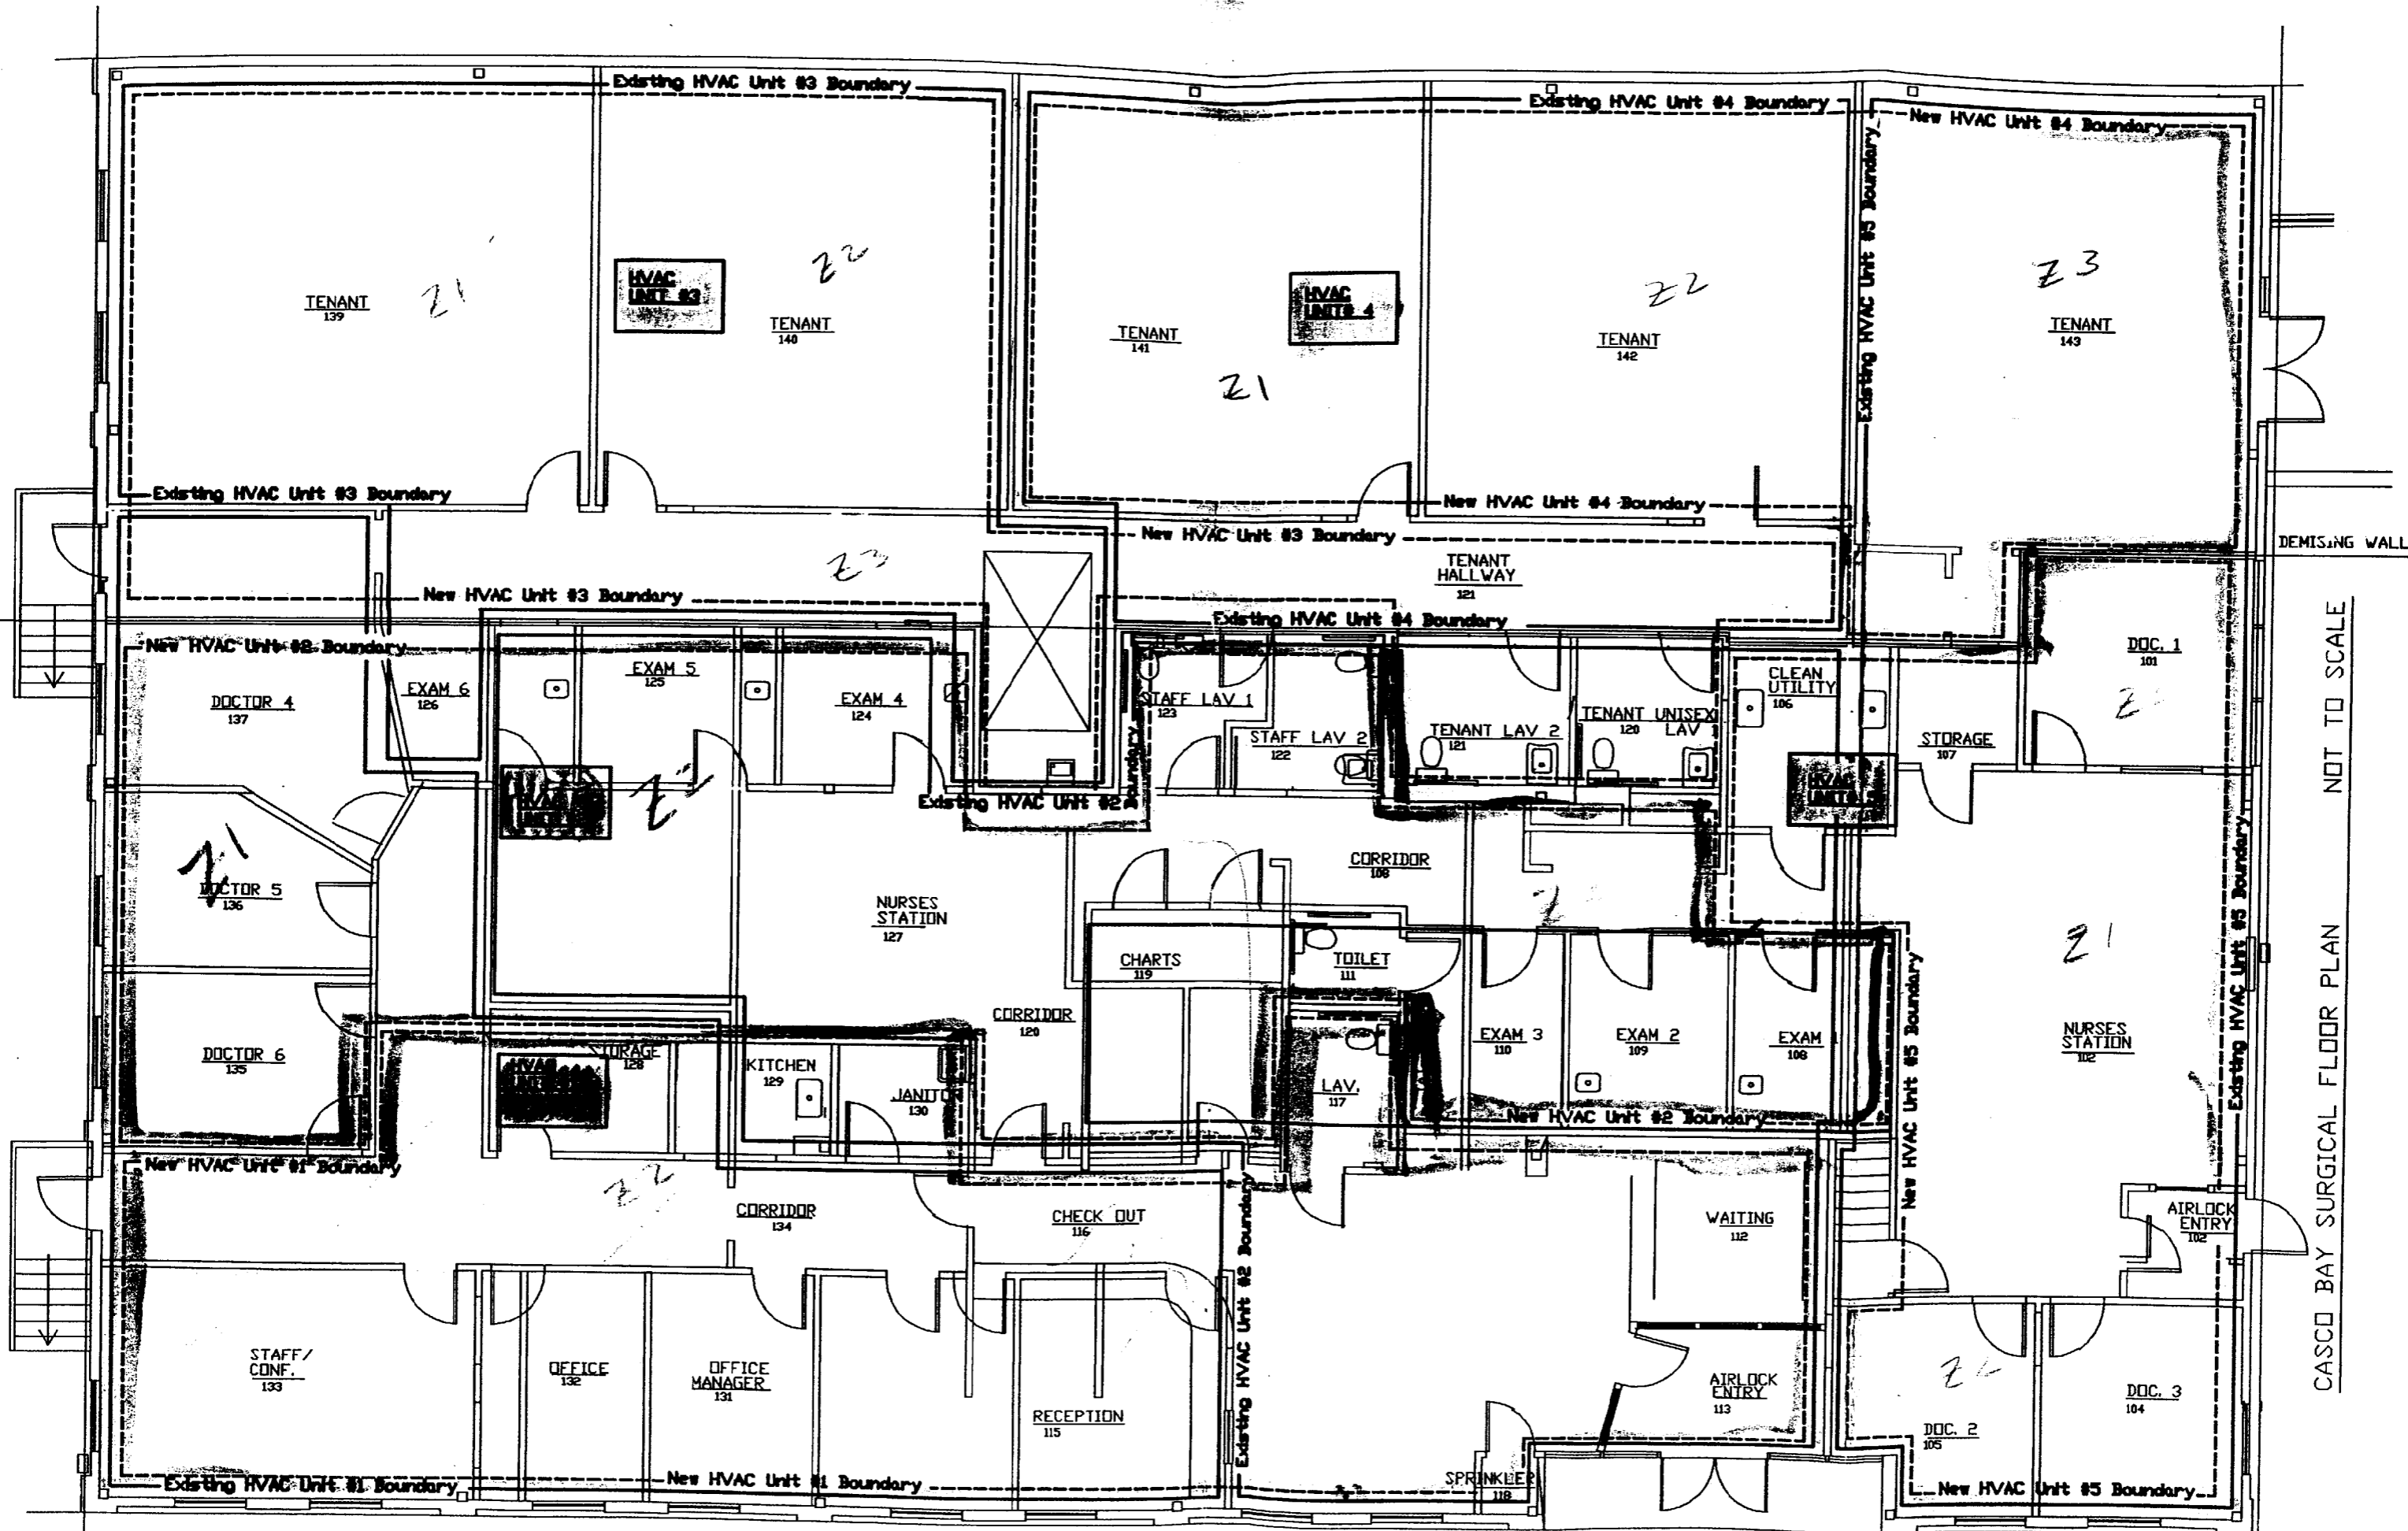 Existing HVAC Unit #3 Boundary
Existing HVAC Unit #4 Boundary
New HVAC Unit #4 Boundary
Existing HVAC Unit #5 Boundary
TENANT
139
Z1
HVAC
UNIT #3
Z2
TENANT
140
TENANT
141
Z1
HVAC
UNIT# 4
Z2
TENANT
142
Z3
TENANT
143
Existing HVAC Unit #3 Boundary
New HVAC Unit #4 Boundary
New HVAC Unit #3 Boundary
Z3
TENANT
HALLWAY
121
DEMISING WALL
New HVAC Unit #3 Boundary
Existing HVAC Unit #4 Boundary
New HVAC Unit #2 Boundary
DOCTOR 4
137
EXAM 6
126
EXAM 5
125
EXAM 4
124
STAFF LAV 1
123
STAFF LAV 2
122
TENANT LAV 2
121
TENANT UNISEX
LAV
120
CLEAN
UTILITY
106
STORAGE
107
DOC. 1
101
HVAC
UNIT
Existing HVAC Unit #2 Boundary
Z1
DOCTOR 5
136
NURSES
STATION
127
CORRIDOR
108
CHARTS
119
TOILET
111
Z1
New HVAC Unit #5 Boundary
Existing HVAC Unit #5 Boundary
DOCTOR 6
135
CORRIDOR
120
EXAM 3
110
EXAM 2
109
EXAM
108
NURSES
STATION
102
128
KITCHEN
129
130
LAV.
117
New HVAC Unit #2 Boundary
New HVAC Unit #1 Boundary
Z2
CORRIDOR
134
CHECK OUT
116
Existing HVAC Unit #2 Boundary
WAITING
112
AIRLOCK
ENTRY
102
STAFF/
CONF.
133
OFFICE
132
OFFICE
MANAGER
131
RECEPTION
115
AIRLOCK
ENTRY
113
DOC. 2
105
DOC. 3
104
Existing HVAC Unit #1 Boundary
New HVAC Unit #1 Boundary
SPRINKLER
118
New HVAC Unit #5 Boundary
CASCO BAY SURGICAL FLOOR PLAN NOT TO SCALE